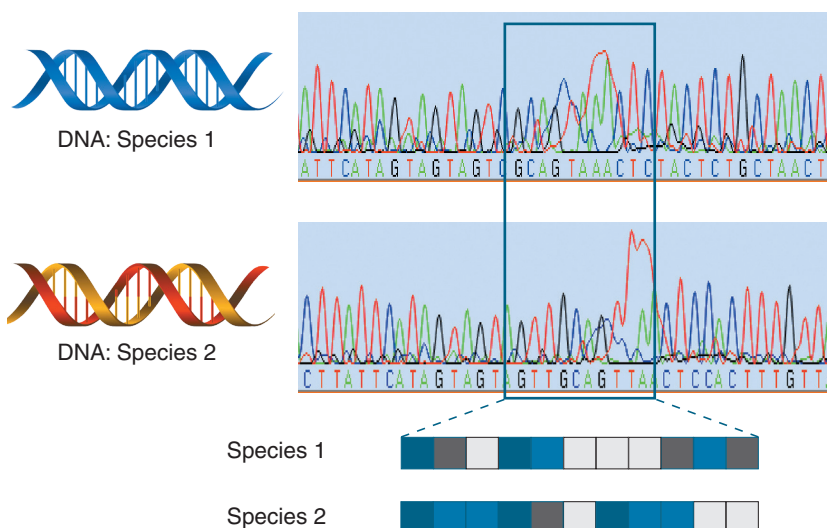 DNA: Species 1
ATTCATAGTAGTAGTCGCAGTAAACTCTACTCTGCTAACT
DNA: Species 2
CTTATTCATAGTAGTAGTTGCAGTTAACTCCACTTTGTT
Species 1
Species 2